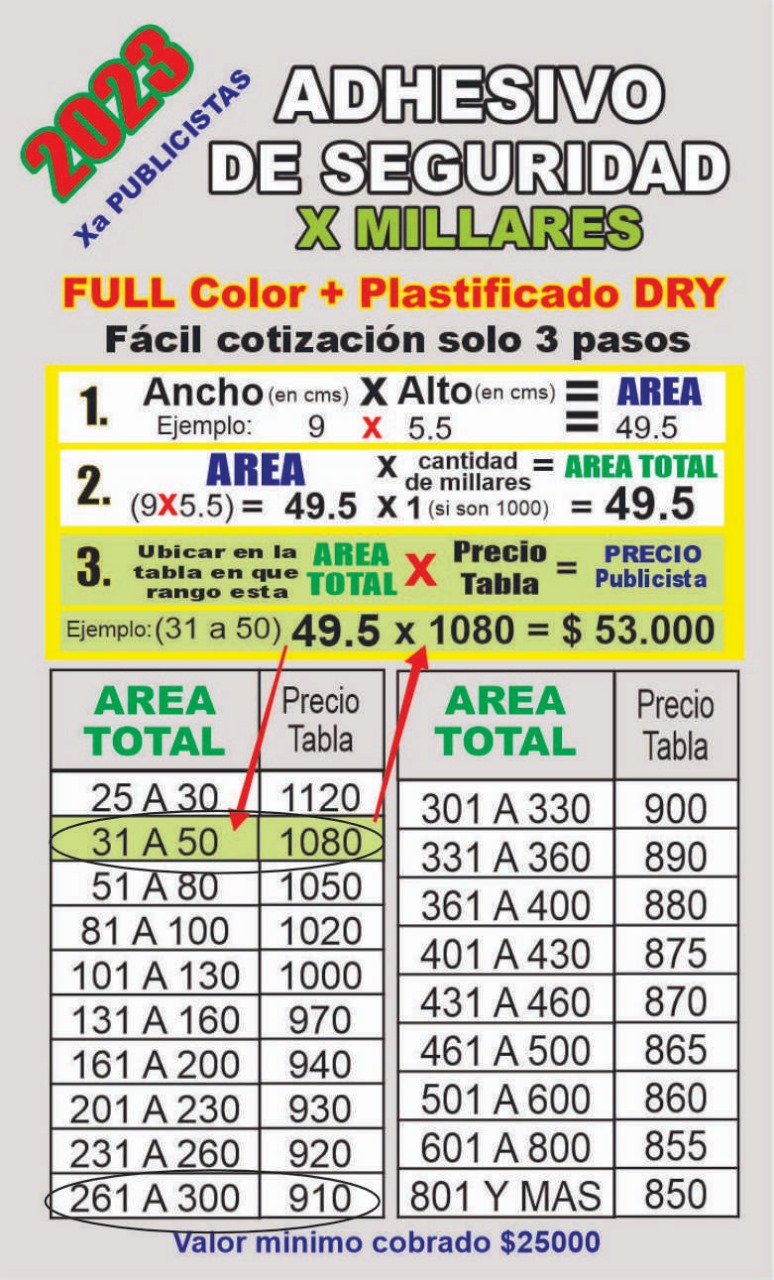 2023
Xa PUBLICISTAS
ADHESIVO
DE SEGURIDAD
X MILLARES
FULL Color + Plastificado DRY
Fácil cotización solo 3 pasos
1. Ancho (en cms) X Alto (en cms) = AREA
Ejemplo: 9 X 5.5 = 49.5
2. AREA X cantidad de millares = AREA TOTAL
(9X5.5) = 49.5 X 1 (si son 1000) = 49.5
3. Ubicar en la tabla en que rango esta AREA TOTAL X Precio Tabla = PRECIO Publicista
Ejemplo: (31 a 50) 49.5 x 1080 = $ 53.000
AREA TOTAL Precio Tabla
25 A 30 1120
31 A 50 1080
51 A 80 1050
81 A 100 1020
101 A 130 1000
131 A 160 970
161 A 200 940
201 A 230 930
231 A 260 920
261 A 300 910
AREA TOTAL Precio Tabla
301 A 330 900
331 A 360 890
361 A 400 880
401 A 430 875
431 A 460 870
461 A 500 865
501 A 600 860
601 A 800 855
801 Y MAS 850
Valor minimo cobrado $25000